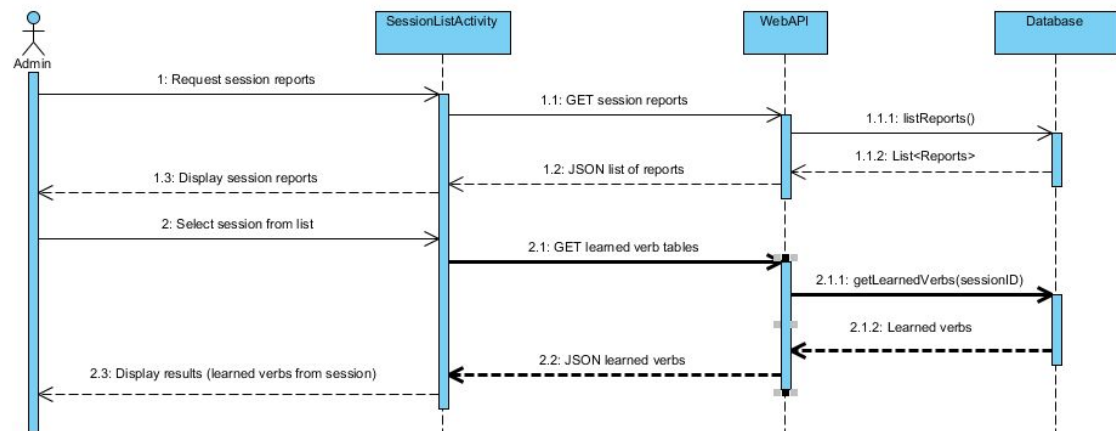 SessionListActivity
WebAPI
Database
Admin
1: Request session reports
1.1: GET session reports
1.1.1: listReports()
1.1.2: List<Reports>
1.2: JSON list of reports
1.3: Display session reports
2: Select session from list
2.1: GET learned verb tables
2.1.1: getLearnedVerbs(sessionID)
2.1.2: Learned verbs
2.2: JSON learned verbs
2.3: Display results (learned verbs from session)